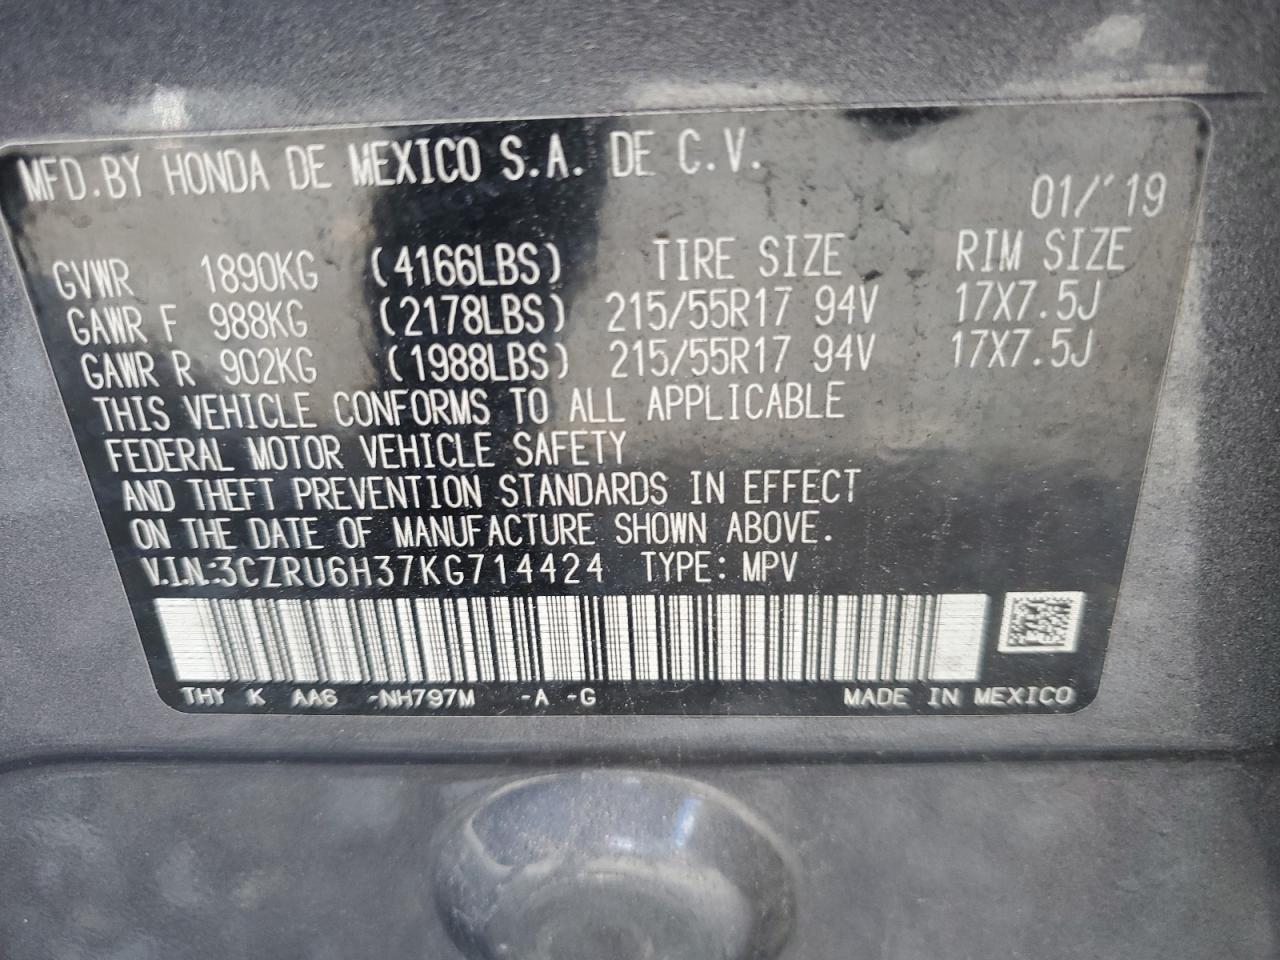 MFD.BY HONDA DE MEXICO S.A. DE C.V.
01/'19
GVWR 1890KG (4166LBS) TIRE SIZE RIM SIZE
GAWR F 988KG (2178LBS) 215/55R17 94V 17X7.5J
GAWR R 902KG (1988LBS) 215/55R17 94V 17X7.5J
THIS VEHICLE CONFORMS TO ALL APPLICABLE
FEDERAL MOTOR VEHICLE SAFETY
AND THEFT PREVENTION STANDARDS IN EFFECT
ON THE DATE OF MANUFACTURE SHOWN ABOVE.
V.I.N.:3CZRU6H37KG714424 TYPE:MPV
THY K AA6 -NH797M -A -G MADE IN MEXICO